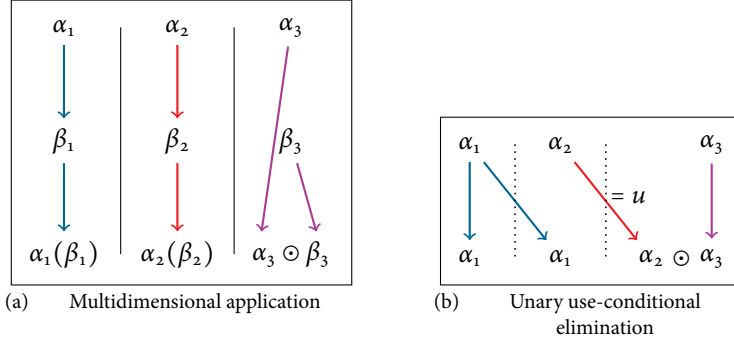 α₁ α₂ α₃
β₁ β₂ β₃
α₁(β₁) α₂(β₂) α₃ ⊙ β₃
(a) Multidimensional application
α₁ α₂ α₃
= u
α₁ α₁ α₂ ⊙ α₃
(b) Unary use-conditional
elimination